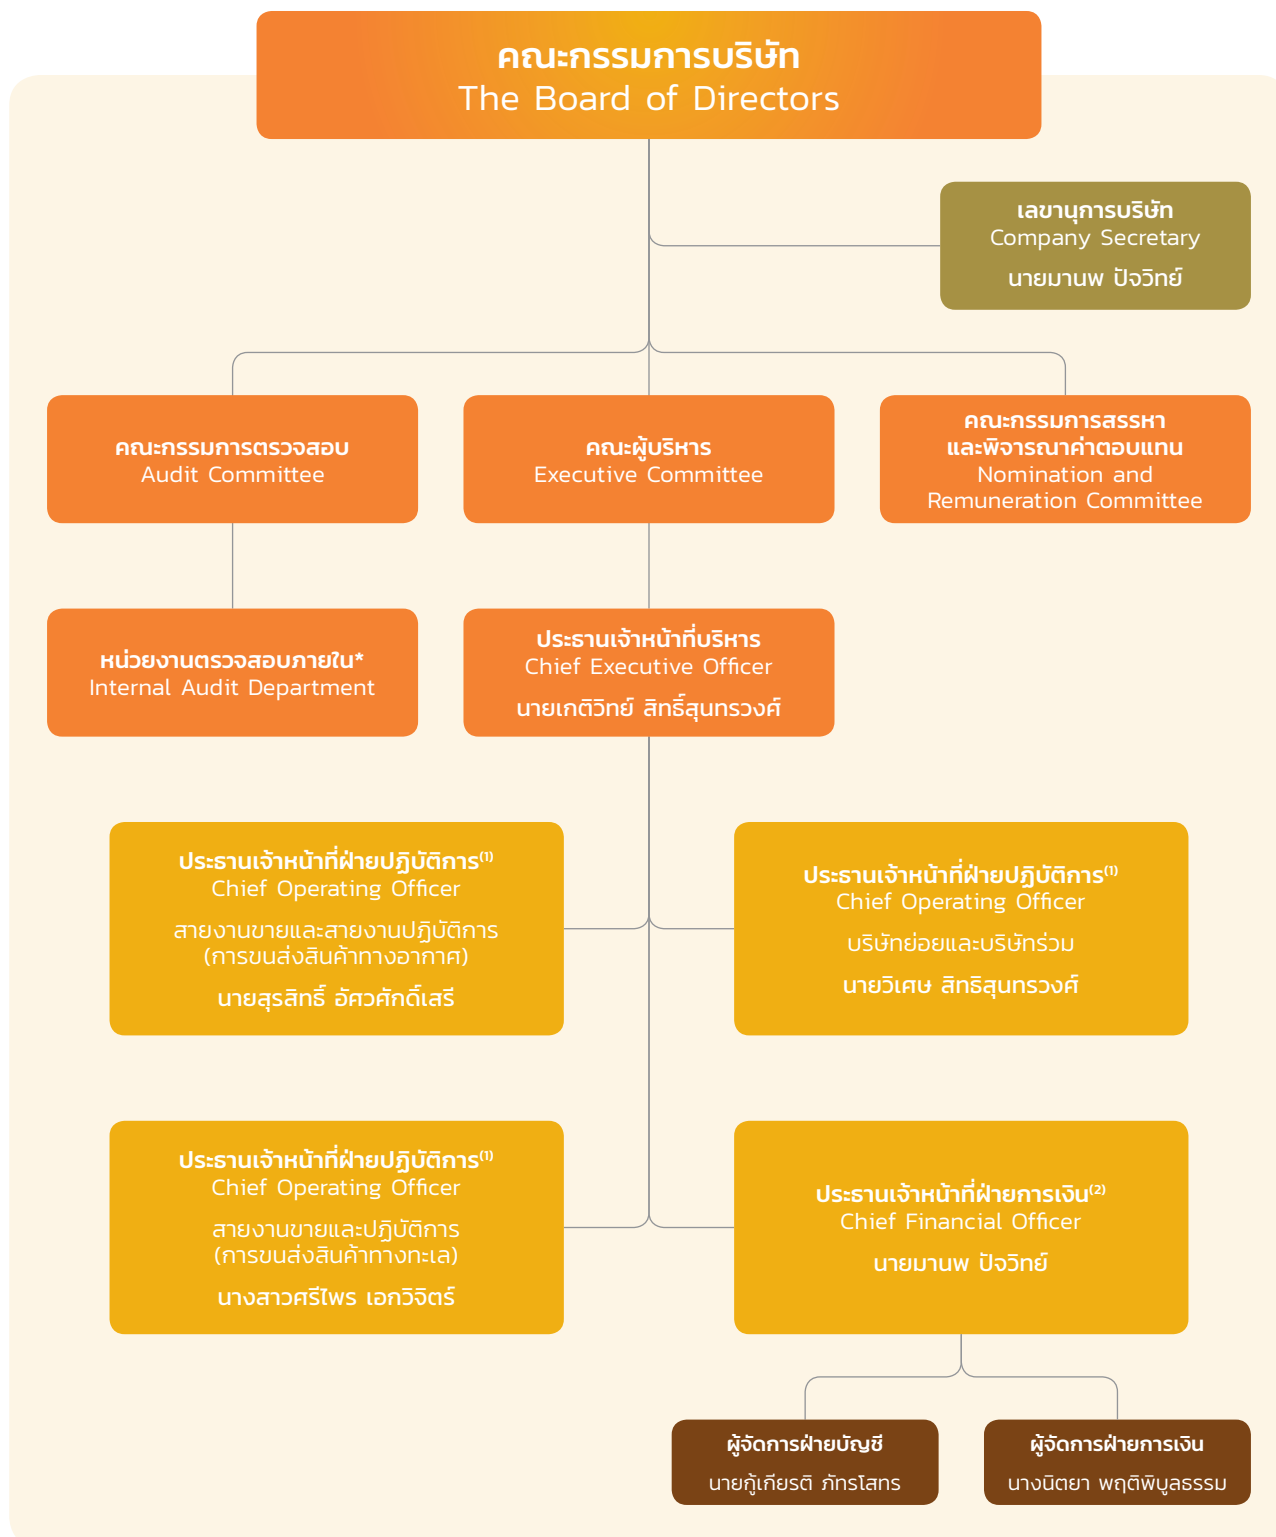 คณะกรรมการบริษัท
The Board of Directors
เลขานุการบริษัท
Company Secretary
นายมานพ ปัจวิทย์
คณะกรรมการตรวจสอบ
Audit Committee
คณะผู้บริหาร
Executive Committee
คณะกรรมการสรรหา
และพิจารณาค่าตอบแทน
Nomination and
Remuneration Committee
หน่วยงานตรวจสอบภายใน*
Internal Audit Department
ประธานเจ้าหน้าที่บริหาร
Chief Executive Officer
นายเกติวิทย์ สิทธิ์สุนทรวงศ์
ประธานเจ้าหน้าที่ฝ่ายปฏิบัติการ⁽¹⁾
Chief Operating Officer
สายงานขายและสายงานปฏิบัติการ
(การขนส่งสินค้าทางอากาศ)
นายสุรสิทธิ์ อัศวศักดิ์เสรี
ประธานเจ้าหน้าที่ฝ่ายปฏิบัติการ⁽¹⁾
Chief Operating Officer
บริษัทย่อยและบริษัทร่วม
นายวิเศษ สิทธิสุนทรวงศ์
ประธานเจ้าหน้าที่ฝ่ายปฏิบัติการ⁽¹⁾
Chief Operating Officer
สายงานขายและปฏิบัติการ
(การขนส่งสินค้าทางทะเล)
นางสาวศรีไพร เอกวิจิตร์
ประธานเจ้าหน้าที่ฝ่ายการเงิน⁽²⁾
Chief Financial Officer
นายมานพ ปัจวิทย์
ผู้จัดการฝ่ายบัญชี
นายกู้เกียรติ ภัทรโสทร
ผู้จัดการฝ่ายการเงิน
นางนิตยา พฤติพิบูลธรรม